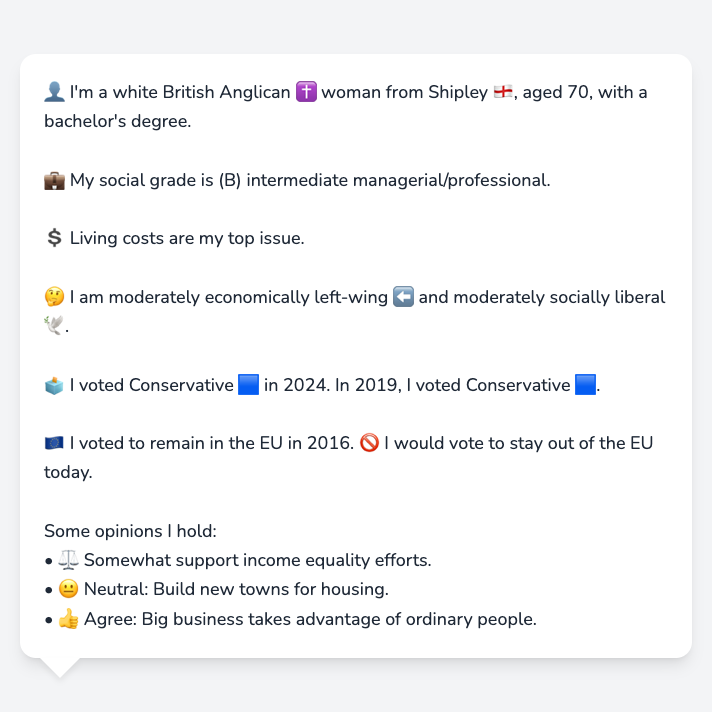 👤 I'm a white British Anglican ✝️ woman from Shipley 🏴󠁧󠁢󠁥󠁮󠁧󠁿, aged 70, with a
bachelor's degree.
💼 My social grade is (B) intermediate managerial/professional.
💲 Living costs are my top issue.
🤔 I am moderately economically left-wing ⬅️ and moderately socially liberal
🕊️.
🗳️ I voted Conservative 🟦 in 2024. In 2019, I voted Conservative 🟦.
🇪🇺 I voted to remain in the EU in 2016. 🚫 I would vote to stay out of the EU
today.
Some opinions I hold:
• ⚖️ Somewhat support income equality efforts.
• 😐 Neutral: Build new towns for housing.
• 👍 Agree: Big business takes advantage of ordinary people.